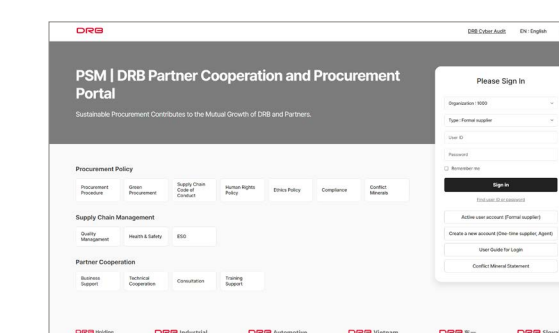 DRB
DRB Cyber Audit
EN : English
PSM | DRB Partner Cooperation and Procurement
Portal
Sustainable Procurement Contributes to the Mutual Growth of DRB and Partners.
Please Sign In
Organization : 1000
Type : Formal supplier
User ID
Password
Remember me
Sign in
Find user ID or password
Active user account (Formal supplier)
Create a new account (One-time supplier, Agent)
User Guide for Login
Conflict Mineral Statement
Procurement Policy
Procurement
Procedure
Green
Procurement
Supply Chain
Code of
Conduct
Human Rights
Policy
Ethics Policy
Compliance
Conflict
Minerals
Supply Chain Management
Quality
Management
Health & Safety
ESG
Partner Cooperation
Business
Support
Technical
Cooperation
Consultation
Training
Support
DRB Holding
DRB Industrial
DRB Automotive
DRB Vietnam
DRB
DRB